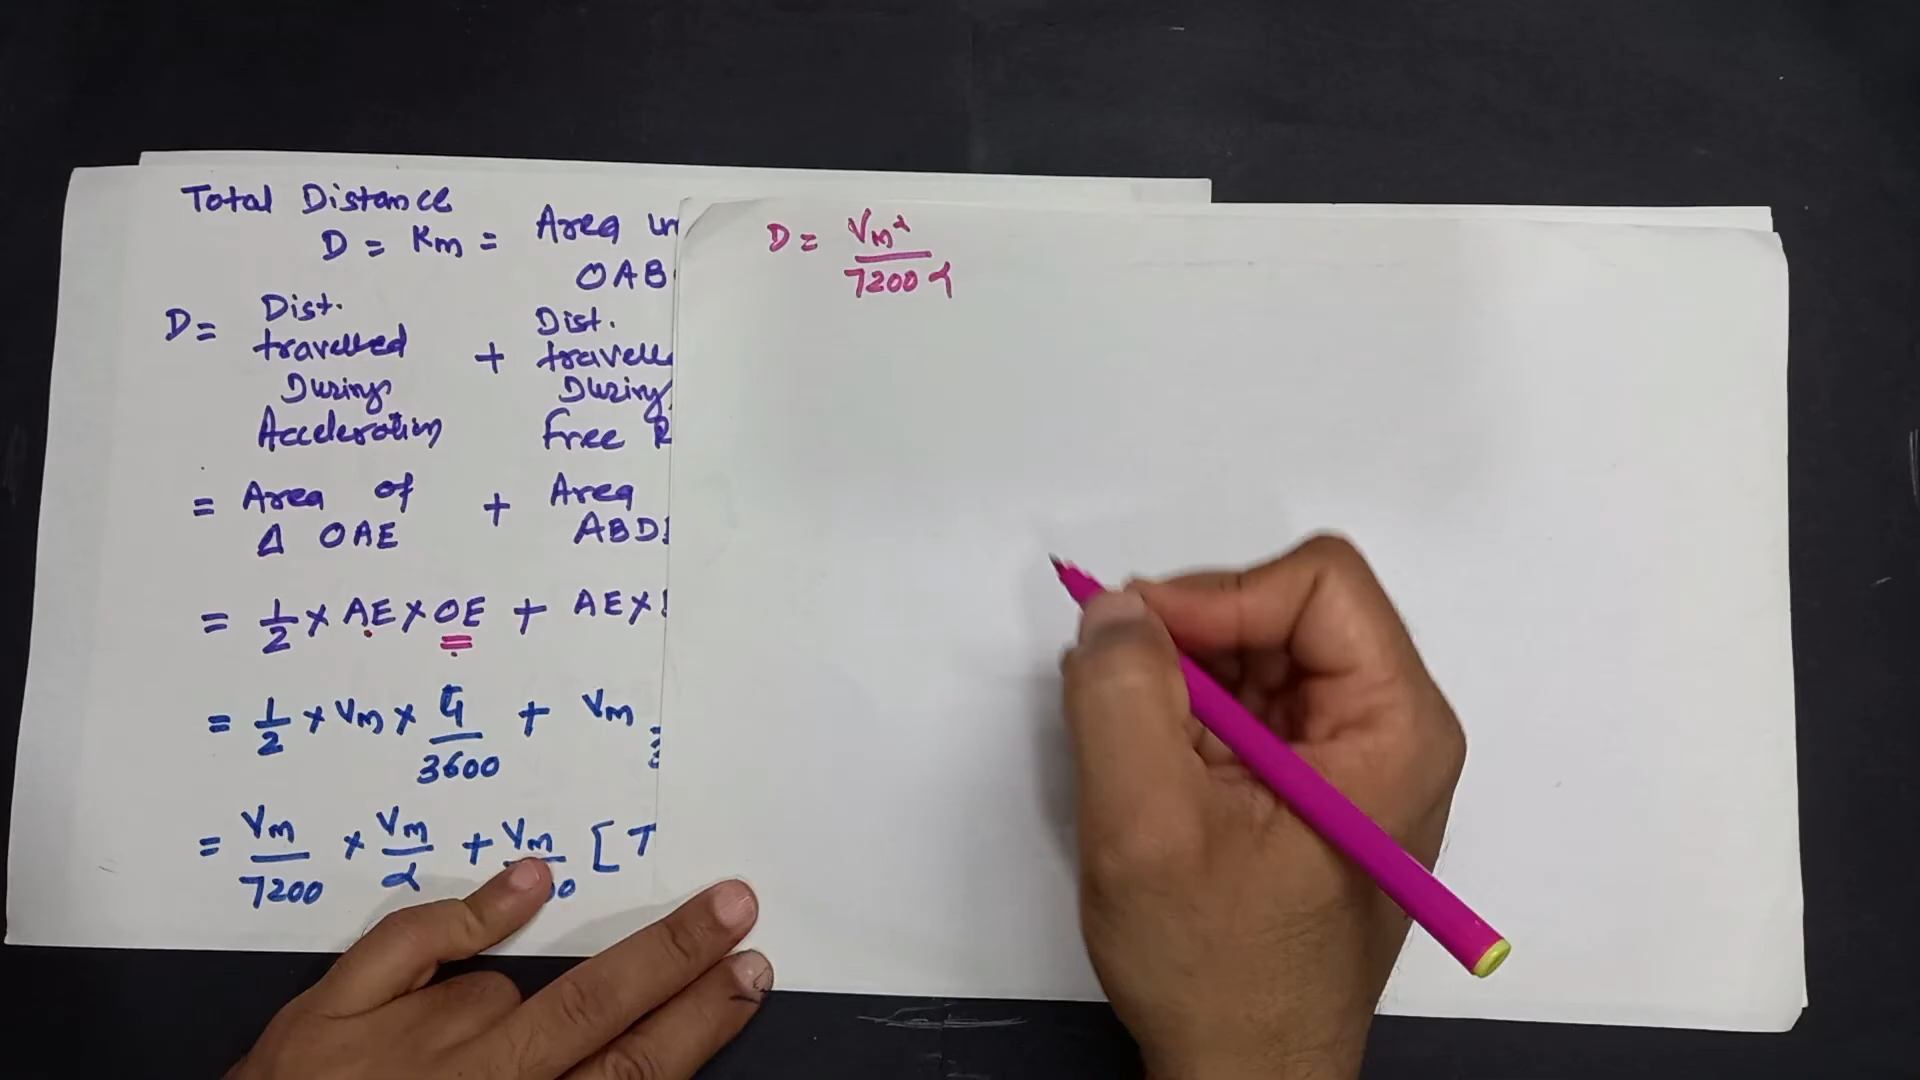 Total Distance
D = Km = Area un
OAB
D = Dist. travelled During Acceleration + Dist. travelle During Free R
= Area of Δ OAE + Area ABD
= 1/2 × AE × OE + AE ×
= 1/2 × Vm × t1/3600 + Vm
= Vm/7200 × Vm/α + Vm [ T
D = Vm²/7200 α